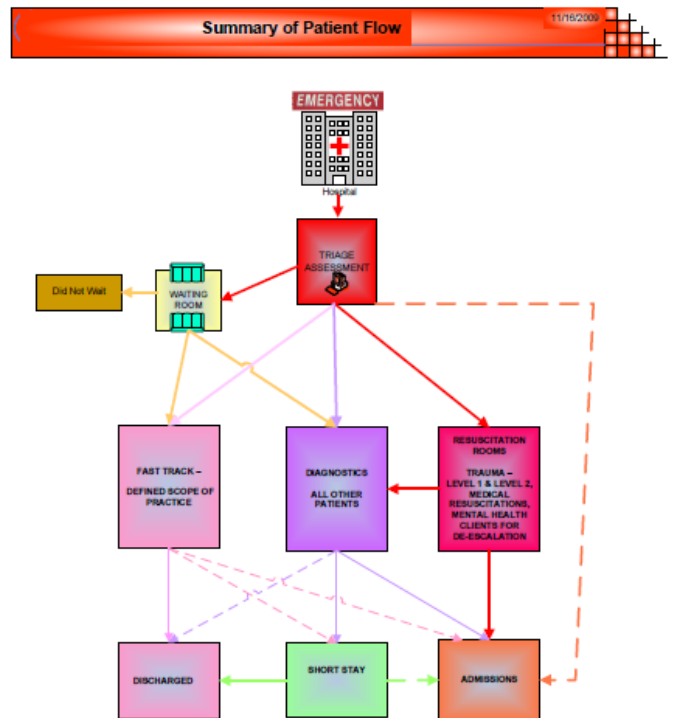 Summary of Patient Flow
11/16/2009
EMERGENCY
Hospital
TRIAGE
ASSESSMENT
Did Not Wait
WAITING
ROOM
FAST TRACK –
DEFINED SCOPE OF
PRACTICE
DIAGNOSTICS
ALL OTHER
PATIENTS
RESUSCITATION
ROOMS
TRAUMA –
LEVEL 1 & LEVEL 2,
MEDICAL
RESUSCITATIONS,
MENTAL HEALTH
CLIENTS FOR
DE-ESCALATION
DISCHARGED
SHORT STAY
ADMISSIONS